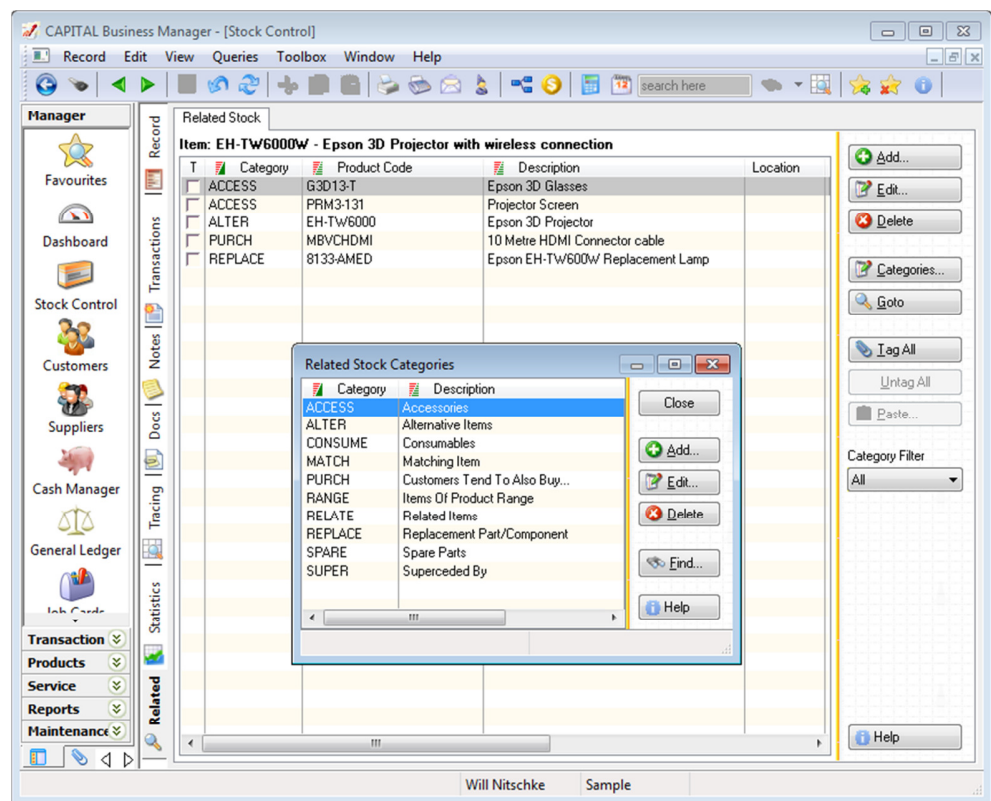 CAPITAL Business Manager - [Stock Control]
Record Edit View Queries Toolbox Window Help
12 search here
Manager
Favourites
Dashboard
Stock Control
Customers
Suppliers
Cash Manager
General Ledger
Job Cards
Transaction
Products
Service
Reports
Maintenance
Record
Transactions
Notes
Docs
Tracing
Statistics
Related
Related Stock
Item: EH-TW6000W - Epson 3D Projector with wireless connection
T Category Product Code Description Location
ACCESS G3D13-T Epson 3D Glasses
ACCESS PRM3-131 Projector Screen
ALTER EH-TW6000 Epson 3D Projector
PURCH MBVCHDMI 10 Metre HDMI Connector cable
REPLACE 8133-AMED Epson EH-TW600W Replacement Lamp
Related Stock Categories
Category Description
ACCESS Accessories
ALTER Alternative Items
CONSUME Consumables
MATCH Matching Item
PURCH Customers Tend To Also Buy...
RANGE Items Of Product Range
RELATE Related Items
REPLACE Replacement Part/Component
SPARE Spare Parts
SUPER Superceded By
Close
Add...
Edit...
Delete
Find...
Help
Add...
Edit...
Delete
Categories...
Goto
Tag All
Untag All
Paste...
Category Filter
All
Help
Will Nitschke Sample